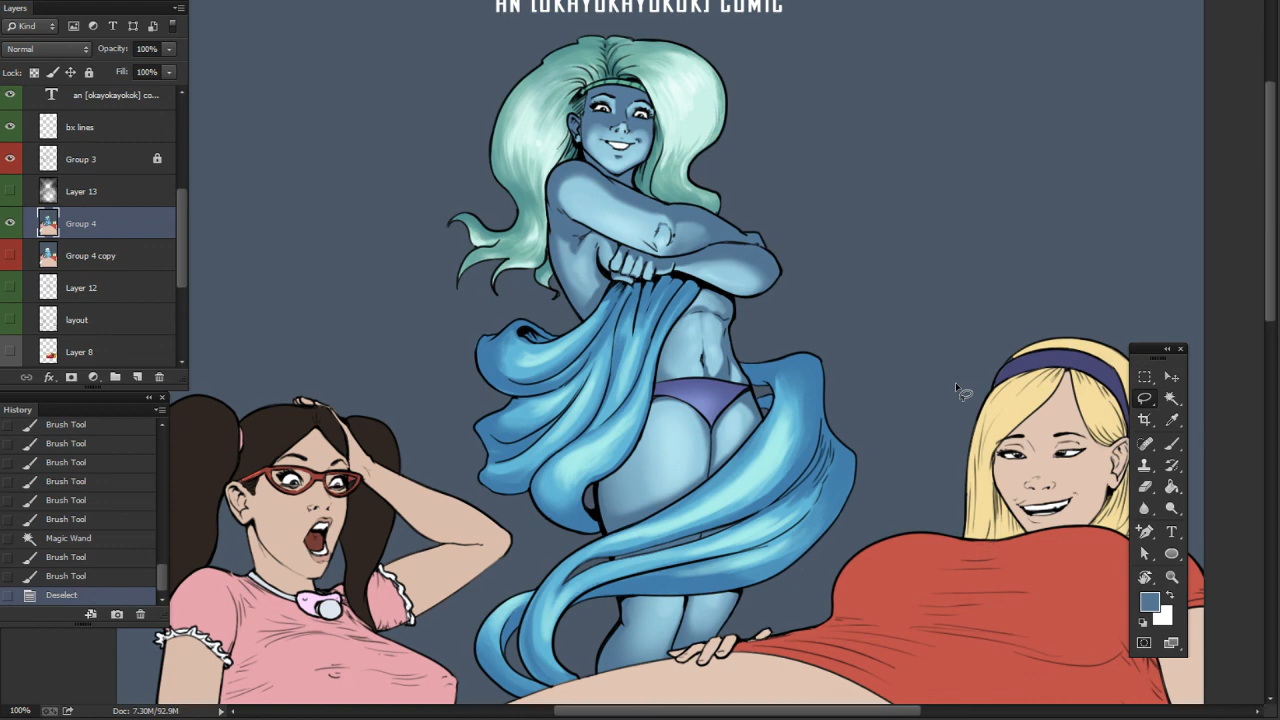 Layers
AN [OKAYOKAYOKOK] COMIC
Kind
Normal
Opacity: 100%
Lock:
Fill: 100%
T an [okayokayokok] co...
bx lines
Group 3
Layer 13
Group 4
Group 4 copy
Layer 12
layout
Layer 8
fx
History
Brush Tool
Brush Tool
Brush Tool
Brush Tool
Brush Tool
Brush Tool
Magic Wand
Brush Tool
Brush Tool
Deselect
T
100%
Doc: 7.30M/92.9M